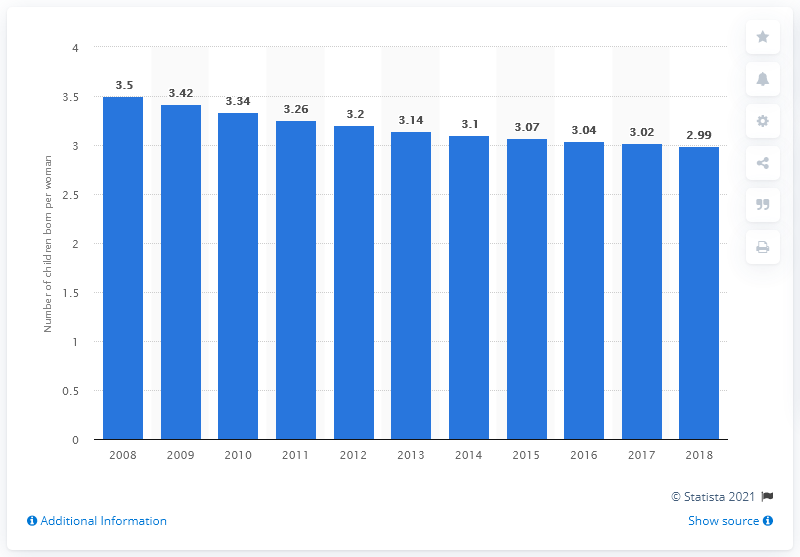 Number of children born per woman
4
3.5
3
2.5
2
1.5
1
0.5
0
3.5 3.42 3.34 3.26 3.2 3.14 3.1 3.07 3.04 3.02 2.99
2008 2009 2010 2011 2012 2013 2014 2015 2016 2017 2018
© Statista 2021
Additional Information Show source